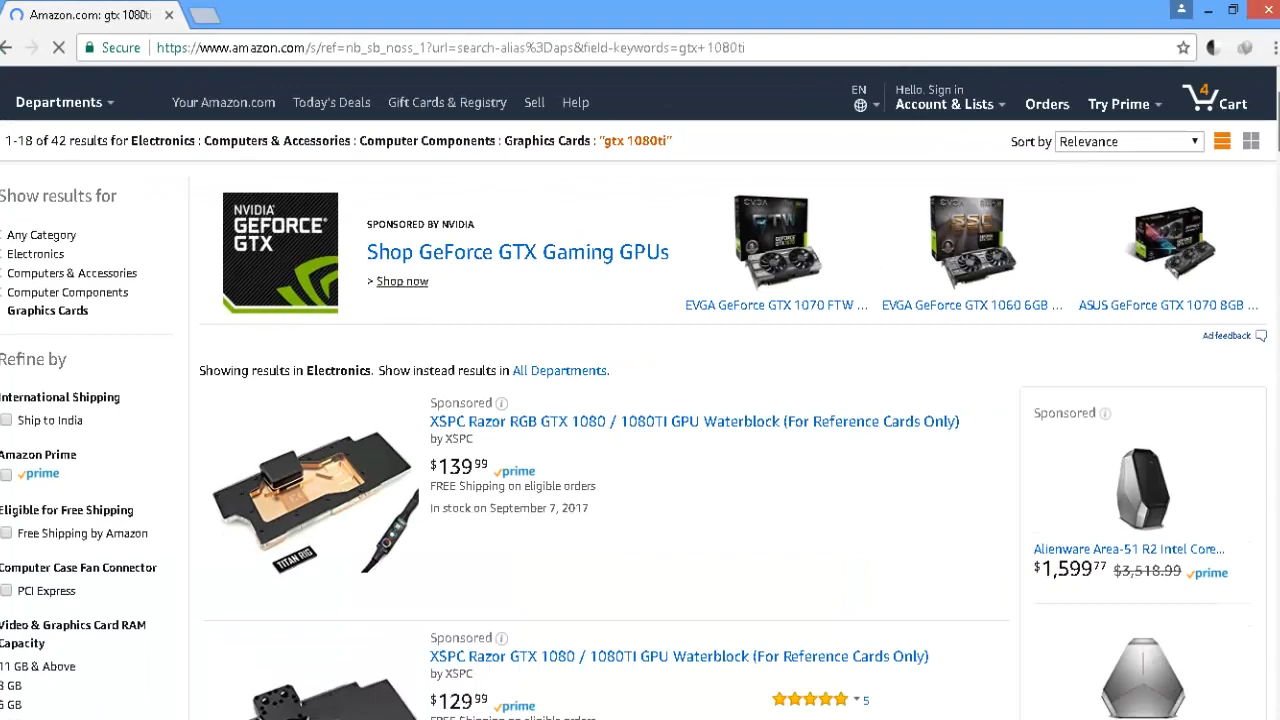 Amazon.com: gtx 1080ti
Secure https://www.amazon.com/s/ref=nb_sb_noss_1?url=search-alias%3Daps&field-keywords=gtx+1080ti
Departments Your Amazon.com Today's Deals Gift Cards & Registry Sell Help EN Hello. Sign in Account & Lists Orders Try Prime 4 Cart
1-18 of 42 results for Electronics : Computers & Accessories : Computer Components : Graphics Cards : "gtx 1080ti" Sort by Relevance
Show results for
Any Category
Electronics
Computers & Accessories
Computer Components
Graphics Cards
Refine by
International Shipping
Ship to India
Amazon Prime
prime
Eligible for Free Shipping
Free Shipping by Amazon
Computer Case Fan Connector
PCI Express
Video & Graphics Card RAM
Capacity
11 GB & Above
8 GB
6 GB
NVIDIA
GEFORCE
GTX
SPONSORED BY NVIDIA
Shop GeForce GTX Gaming GPUs
> Shop now
EVGA GeForce GTX 1070 FTW ...
EVGA GeForce GTX 1060 6GB ...
ASUS GeForce GTX 1070 8GB ...
Ad feedback
Showing results in Electronics. Show instead results in All Departments.
Sponsored
XSPC Razor RGB GTX 1080 / 1080TI GPU Waterblock (For Reference Cards Only)
by XSPC
$139 99 prime
FREE Shipping on eligible orders
In stock on September 7, 2017
TITAN RIG
Sponsored
XSPC Razor GTX 1080 / 1080TI GPU Waterblock (For Reference Cards Only)
by XSPC
$129 99 prime
5
FREE Shipping on eligible orders
Sponsored
Alienware Area-51 R2 Intel Core...
$1,599 77 $3,518.99 prime